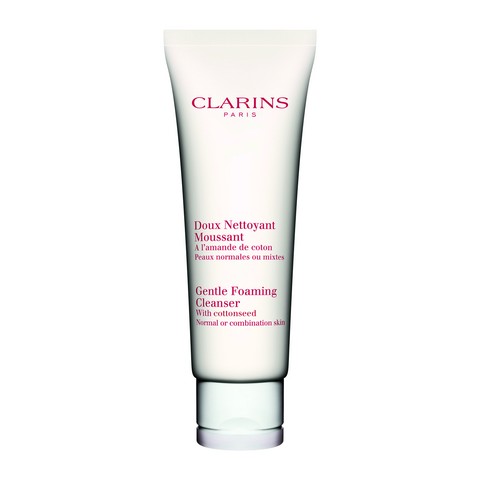 CLARINS
PARIS
Doux Nettoyant
Moussant
A l'amande de coton
Peaux normales ou mixtes
Gentle Foaming
Cleanser
With cottonseed
Normal or combination skin